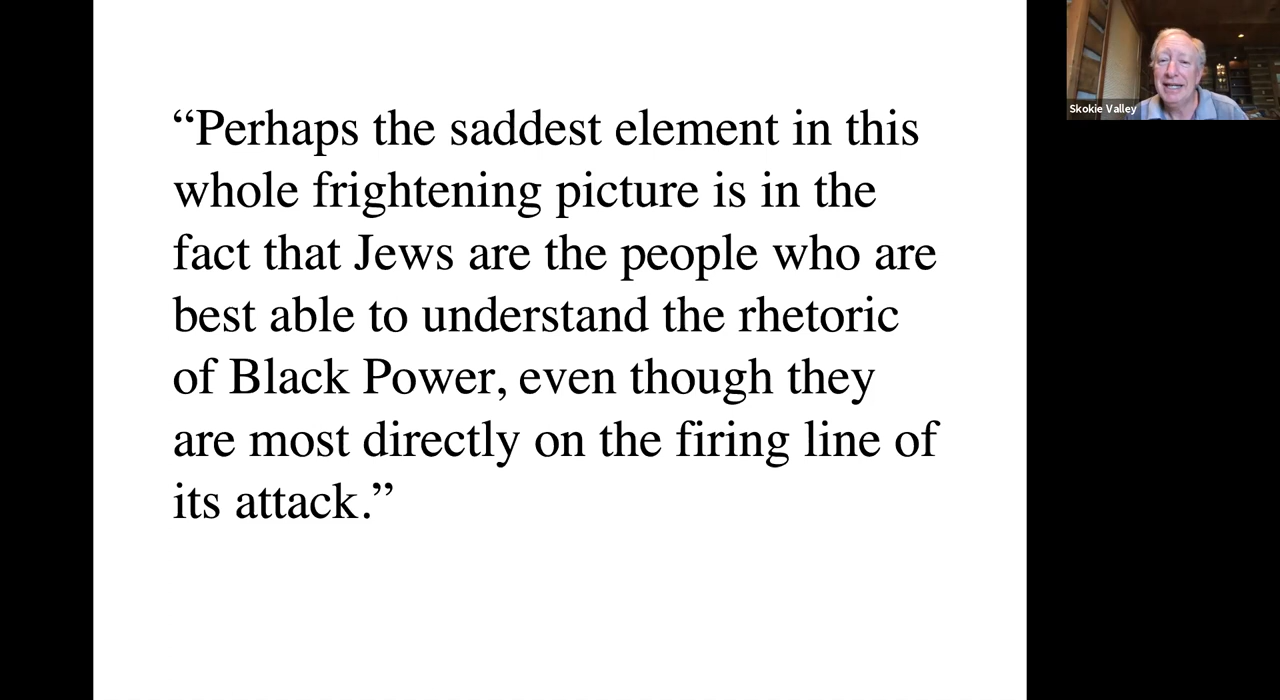 “Perhaps the saddest element in this
whole frightening picture is in the
fact that Jews are the people who are
best able to understand the rhetoric
of Black Power, even though they
are most directly on the firing line of
its attack.”
Skokie Valley